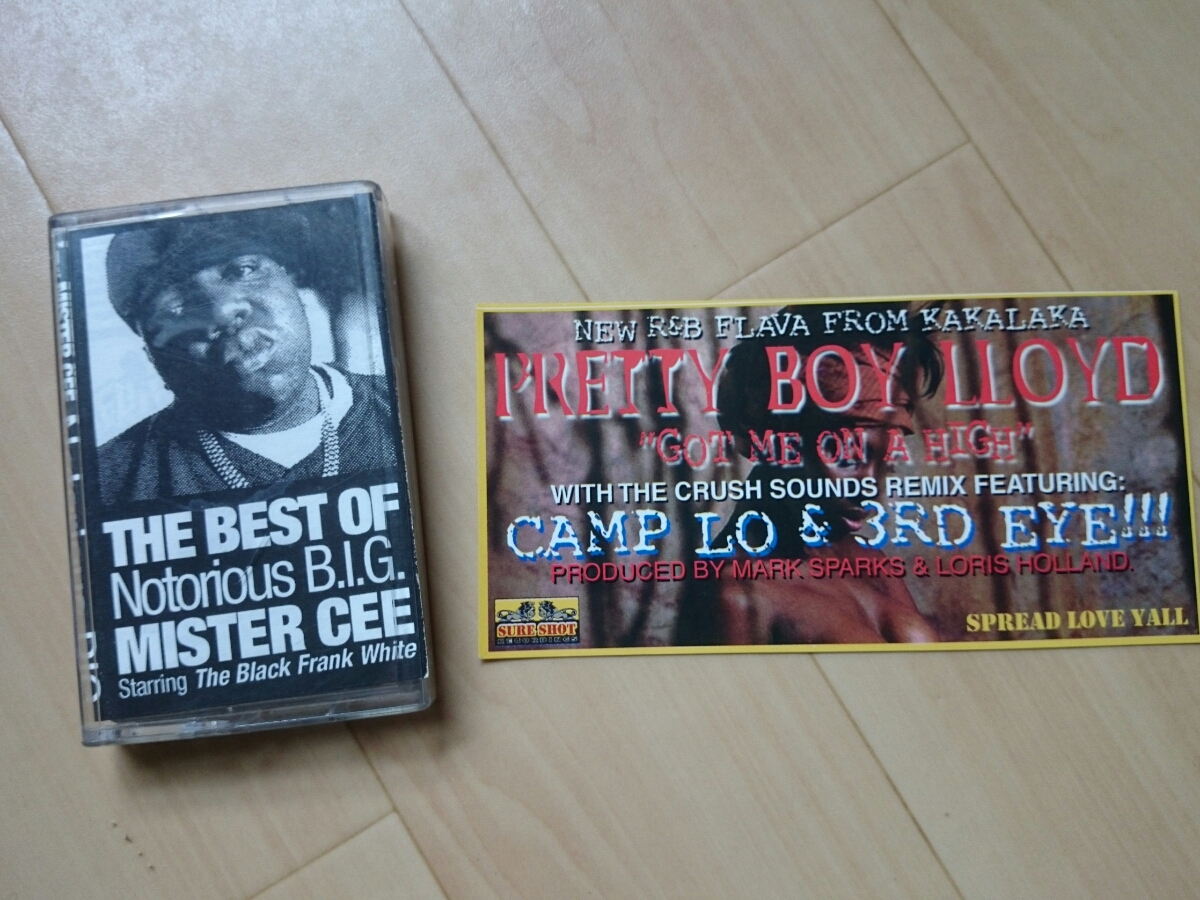 MISTER CEE
BIG
THE BEST OF
Notorious B.I.G.
MISTER CEE
Starring The Black Frank White
NEW R&B FLAVA FROM KAKALAKA
PRETTY BOY LLOYD
"GOT ME ON A HIGH"
WITH THE CRUSH SOUNDS REMIX FEATURING:
CAMP LO & 3RD EYE!!!
PRODUCED BY MARK SPARKS & LORIS HOLLAND.
SURE SHOT
RECORDINGS
SPREAD LOVE YALL